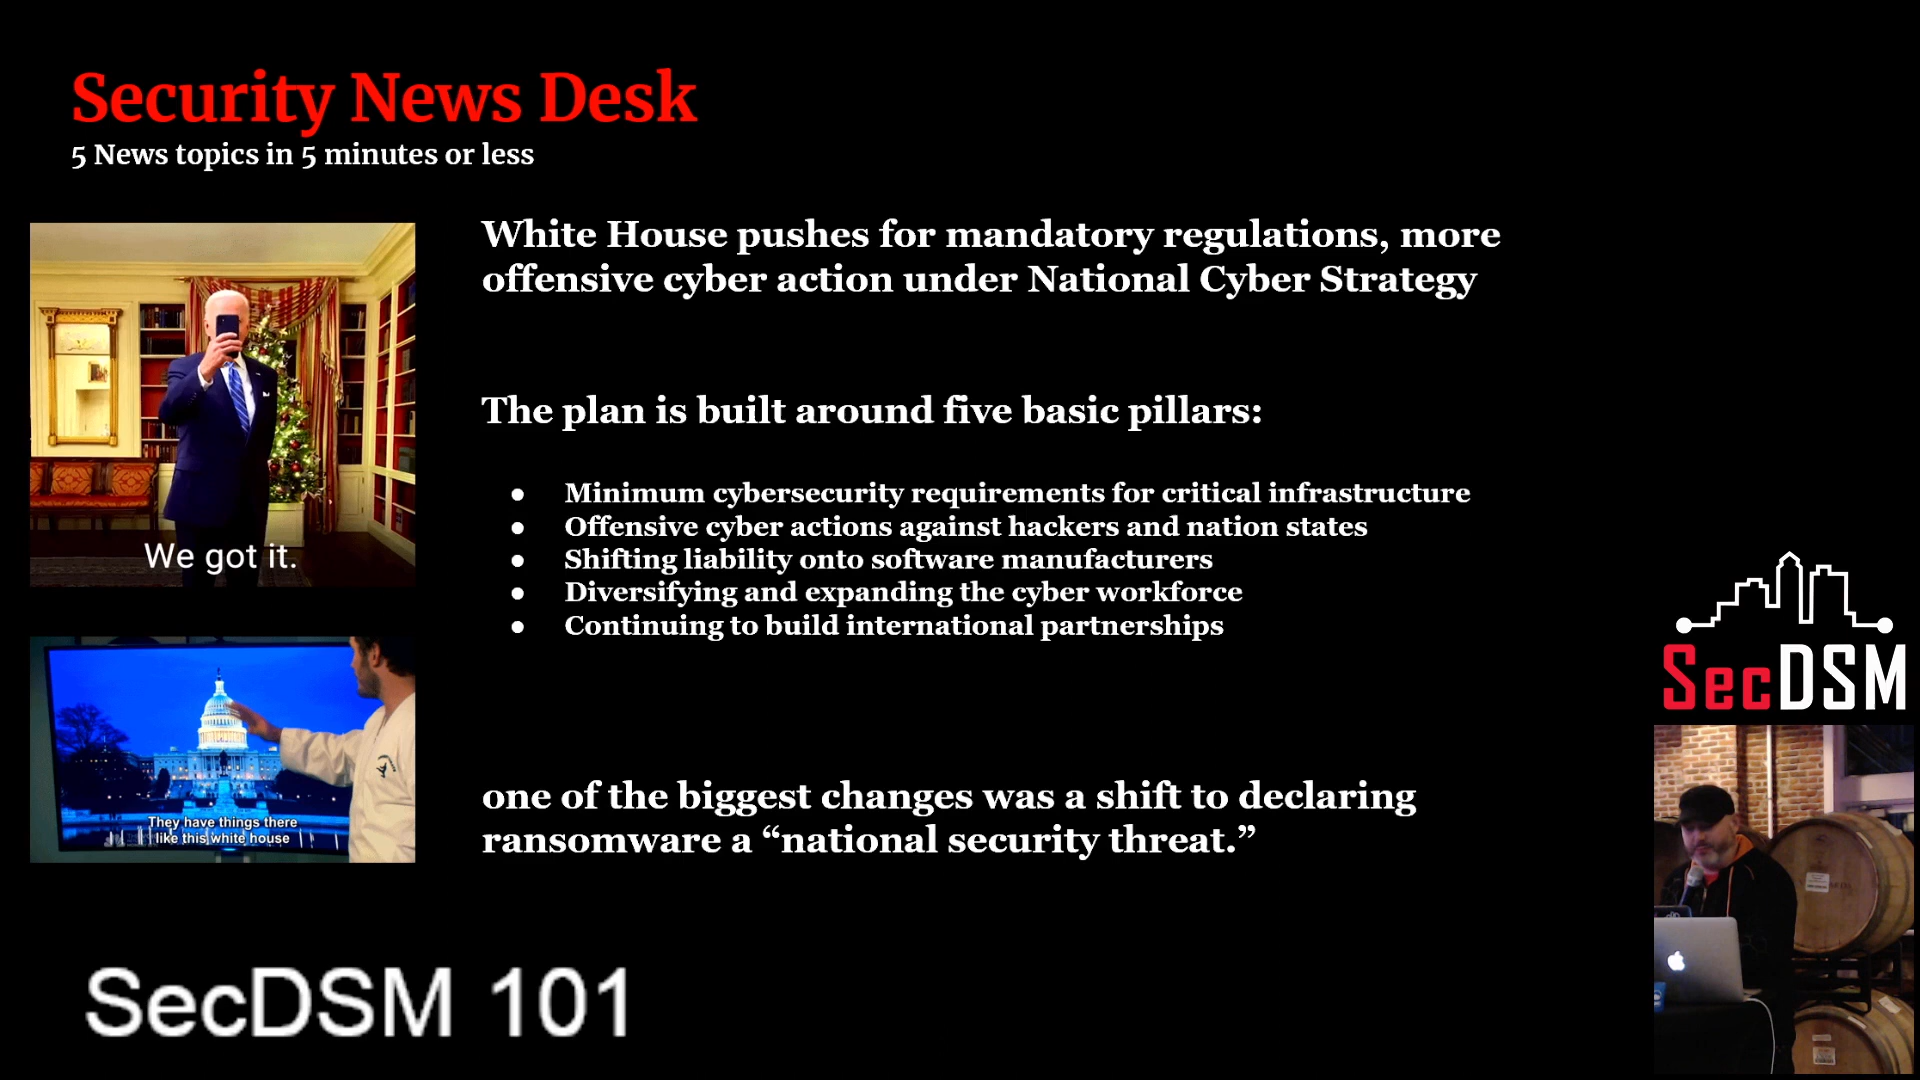 Security News Desk
5 News topics in 5 minutes or less
White House pushes for mandatory regulations, more
offensive cyber action under National Cyber Strategy
The plan is built around five basic pillars:
● Minimum cybersecurity requirements for critical infrastructure
● Offensive cyber actions against hackers and nation states
● Shifting liability onto software manufacturers
● Diversifying and expanding the cyber workforce
● Continuing to build international partnerships
one of the biggest changes was a shift to declaring
ransomware a “national security threat.”
We got it.
They have things there
like this white house
SecDSM
SecDSM 101